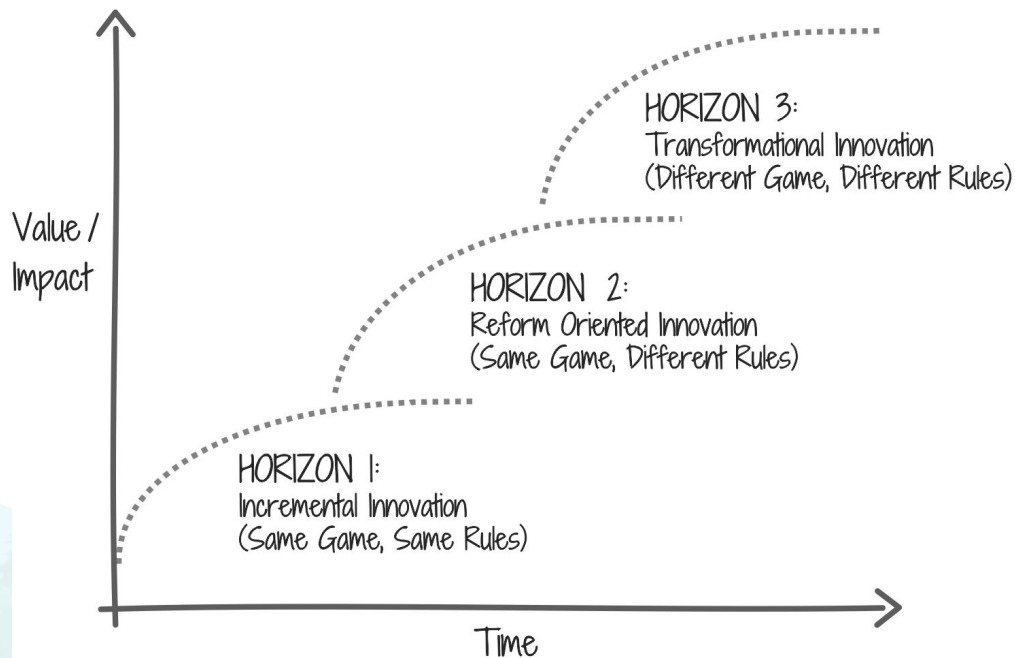 HORIZON 3:
Transformational Innovation
(Different Game, Different Rules)
Value /
Impact
HORIZON 2:
Reform Oriented Innovation
(Same Game, Different Rules)
HORIZON 1:
Incremental Innovation
(Same Game, Same Rules)
Time